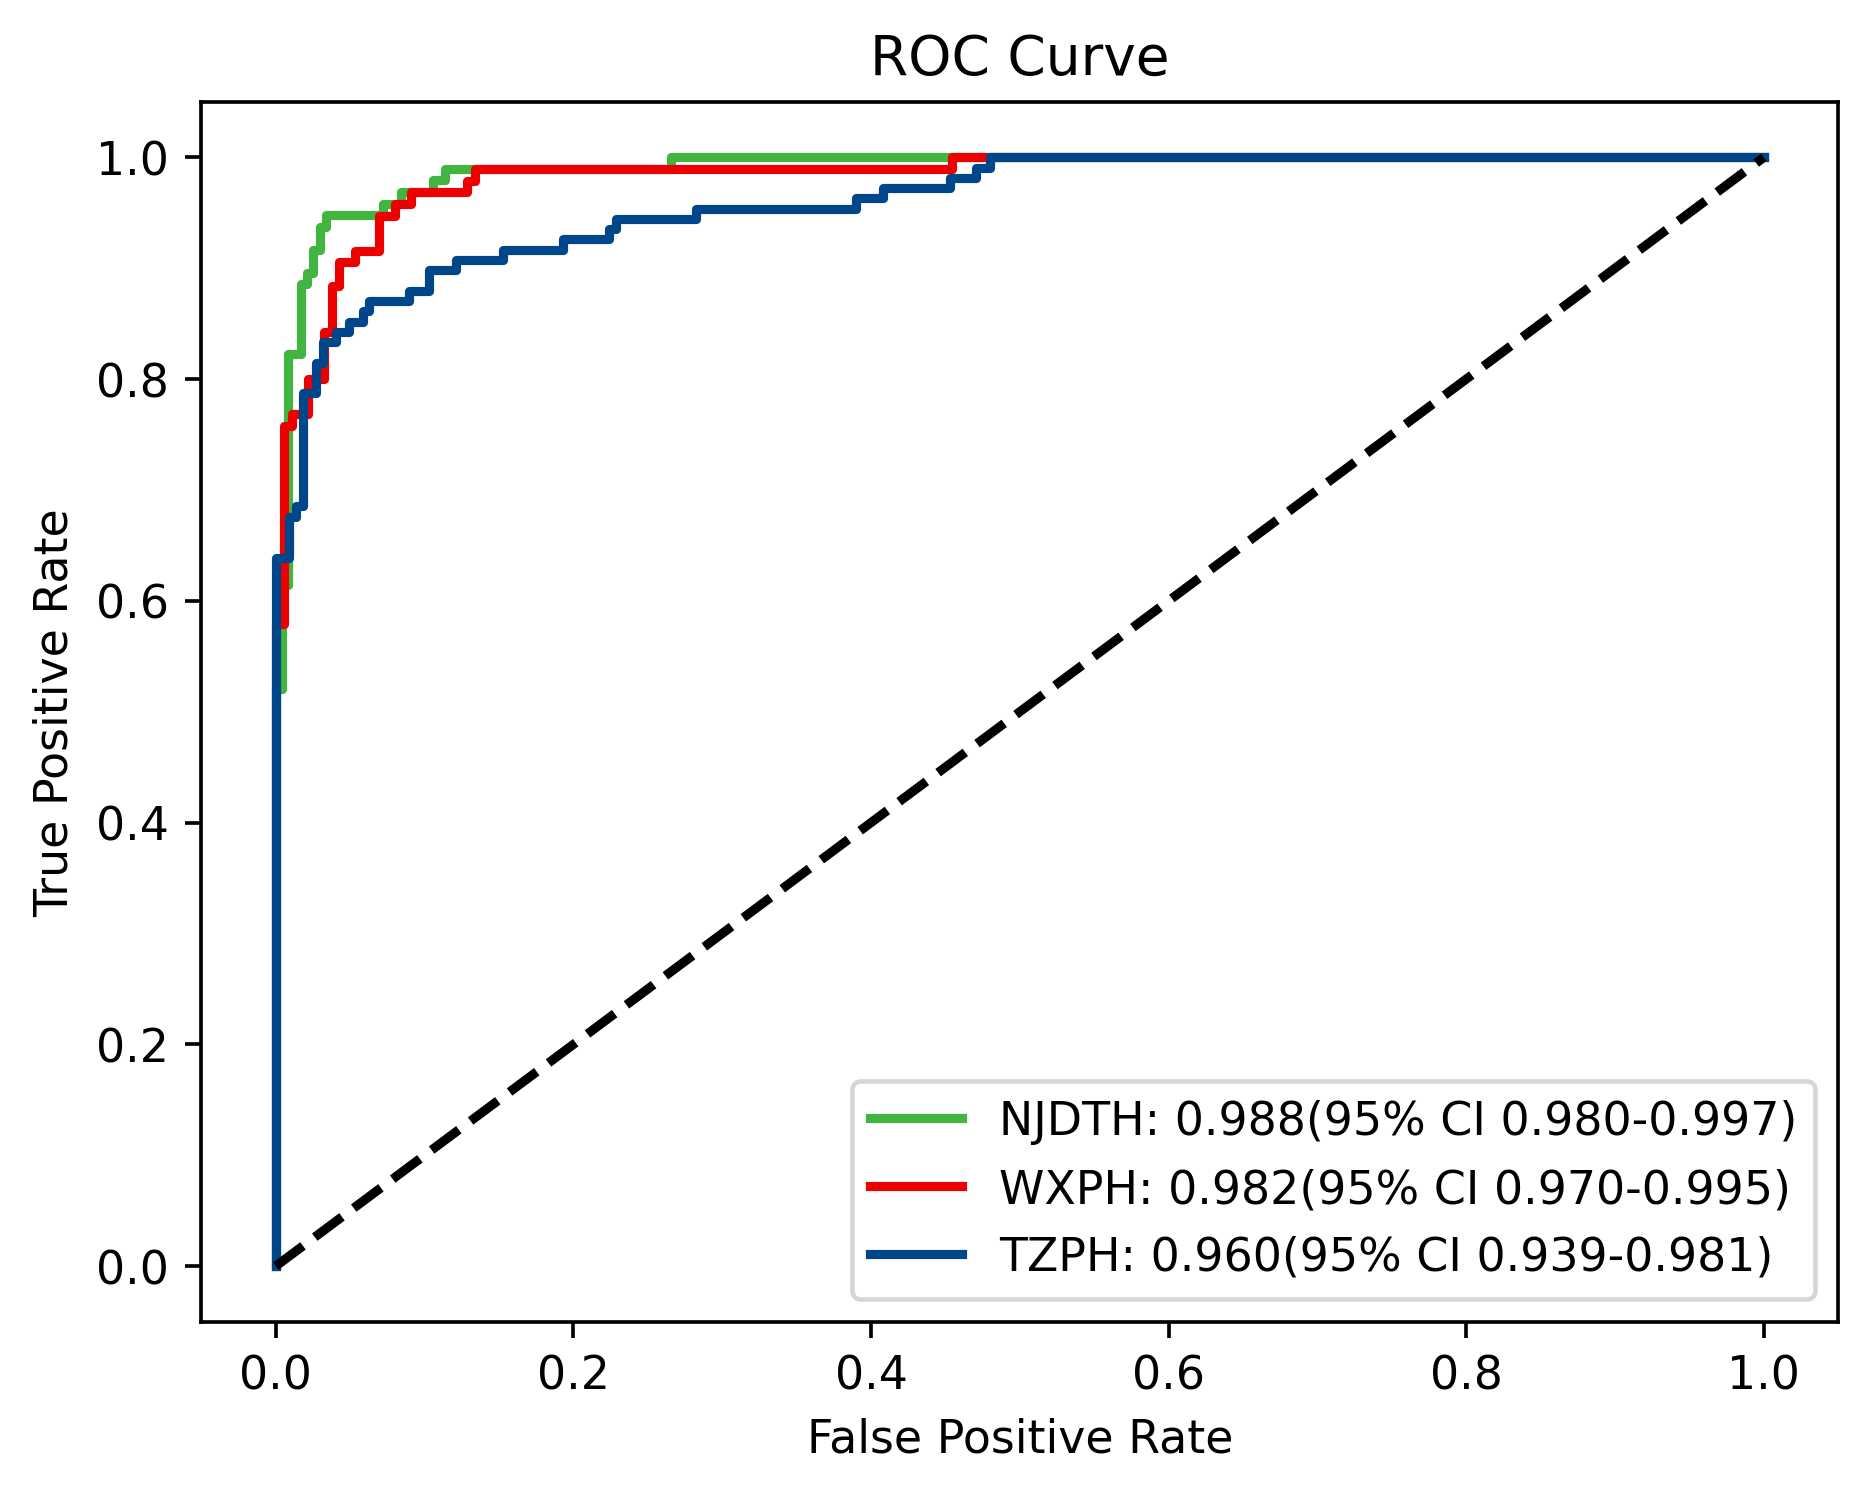 ROC Curve
1.0
0.8
0.6
0.4
0.2
0.0
True Positive Rate
NJDTH: 0.988(95% CI 0.980-0.997)
WXPH: 0.982(95% CI 0.970-0.995)
TZPH: 0.960(95% CI 0.939-0.981)
0.0 0.2 0.4 0.6 0.8 1.0
False Positive Rate